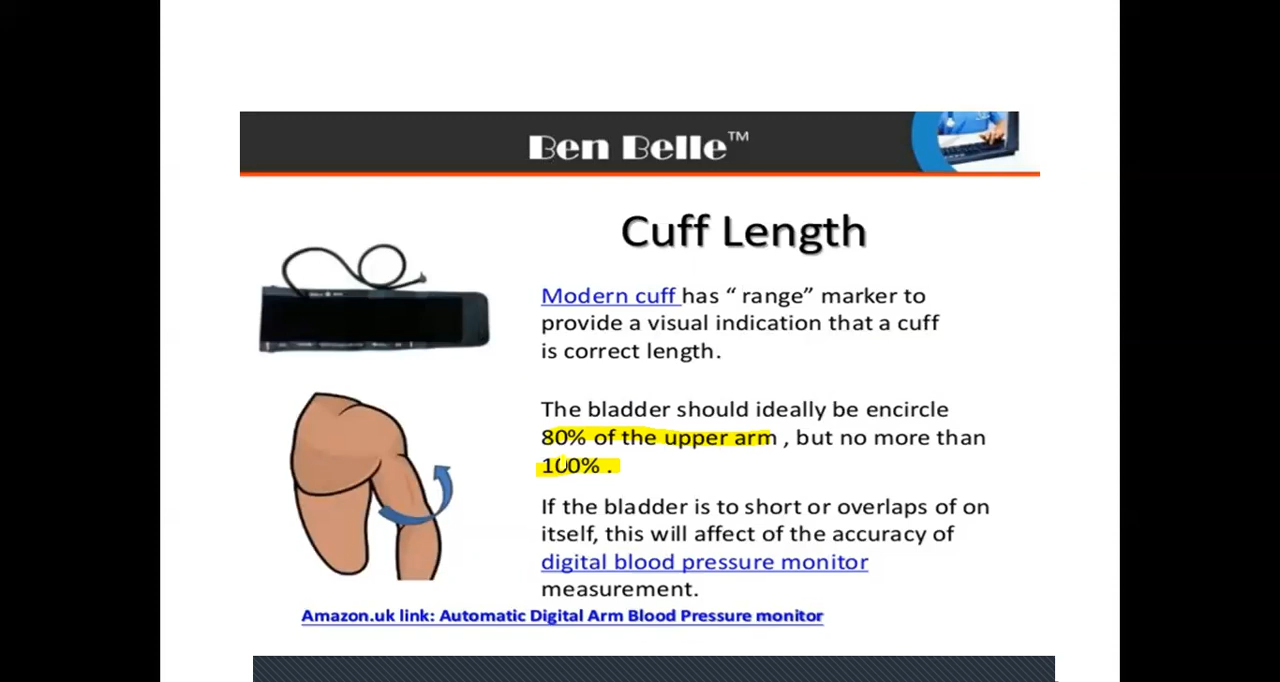 Ben Belle™
Cuff Length
Modern cuff has “ range” marker to
provide a visual indication that a cuff
is correct length.
The bladder should ideally be encircle
80% of the upper arm , but no more than
100% .
If the bladder is to short or overlaps of on
itself, this will affect of the accuracy of
digital blood pressure monitor
measurement.
Amazon.uk link: Automatic Digital Arm Blood Pressure monitor